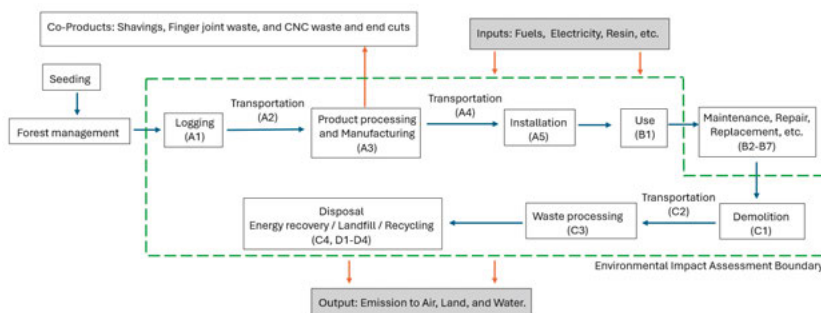 Co-Products: Shavings, Finger joint waste, and CNC waste and end cuts
Inputs: Fuels, Electricity, Resin, etc.
Seeding
Forest management
Logging
(A1)
Transportation
(A2)
Product processing
and Manufacturing
(A3)
Transportation
(A4)
Installation
(A5)
Use
(B1)
Maintenance, Repair,
Replacement, etc.
(B2-B7)
Disposal
Energy recovery / Landfill / Recycling
(C4, D1-D4)
Waste processing
(C3)
Transportation
(C2)
Demolition
(C1)
Environmental Impact Assessment Boundary
Output: Emission to Air, Land, and Water.